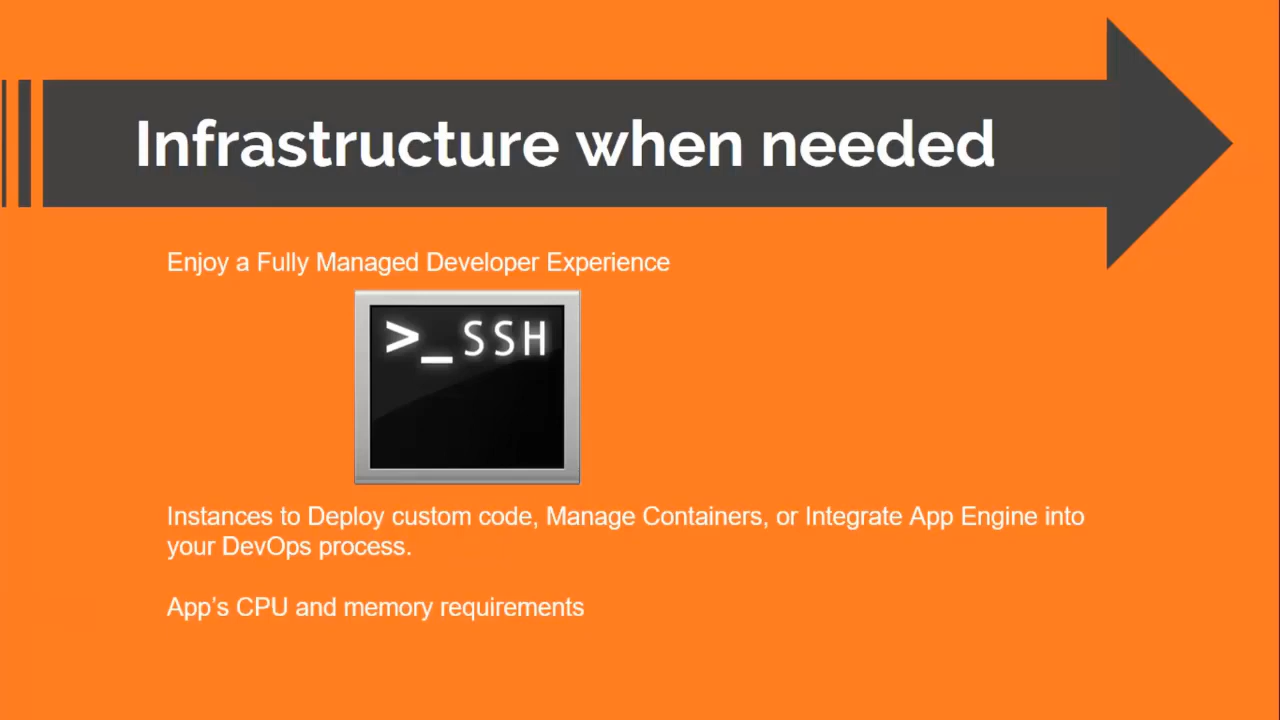 Infrastructure when needed
Enjoy a Fully Managed Developer Experience
>_SSH
Instances to Deploy custom code, Manage Containers, or Integrate App Engine into
your DevOps process.
App’s CPU and memory requirements